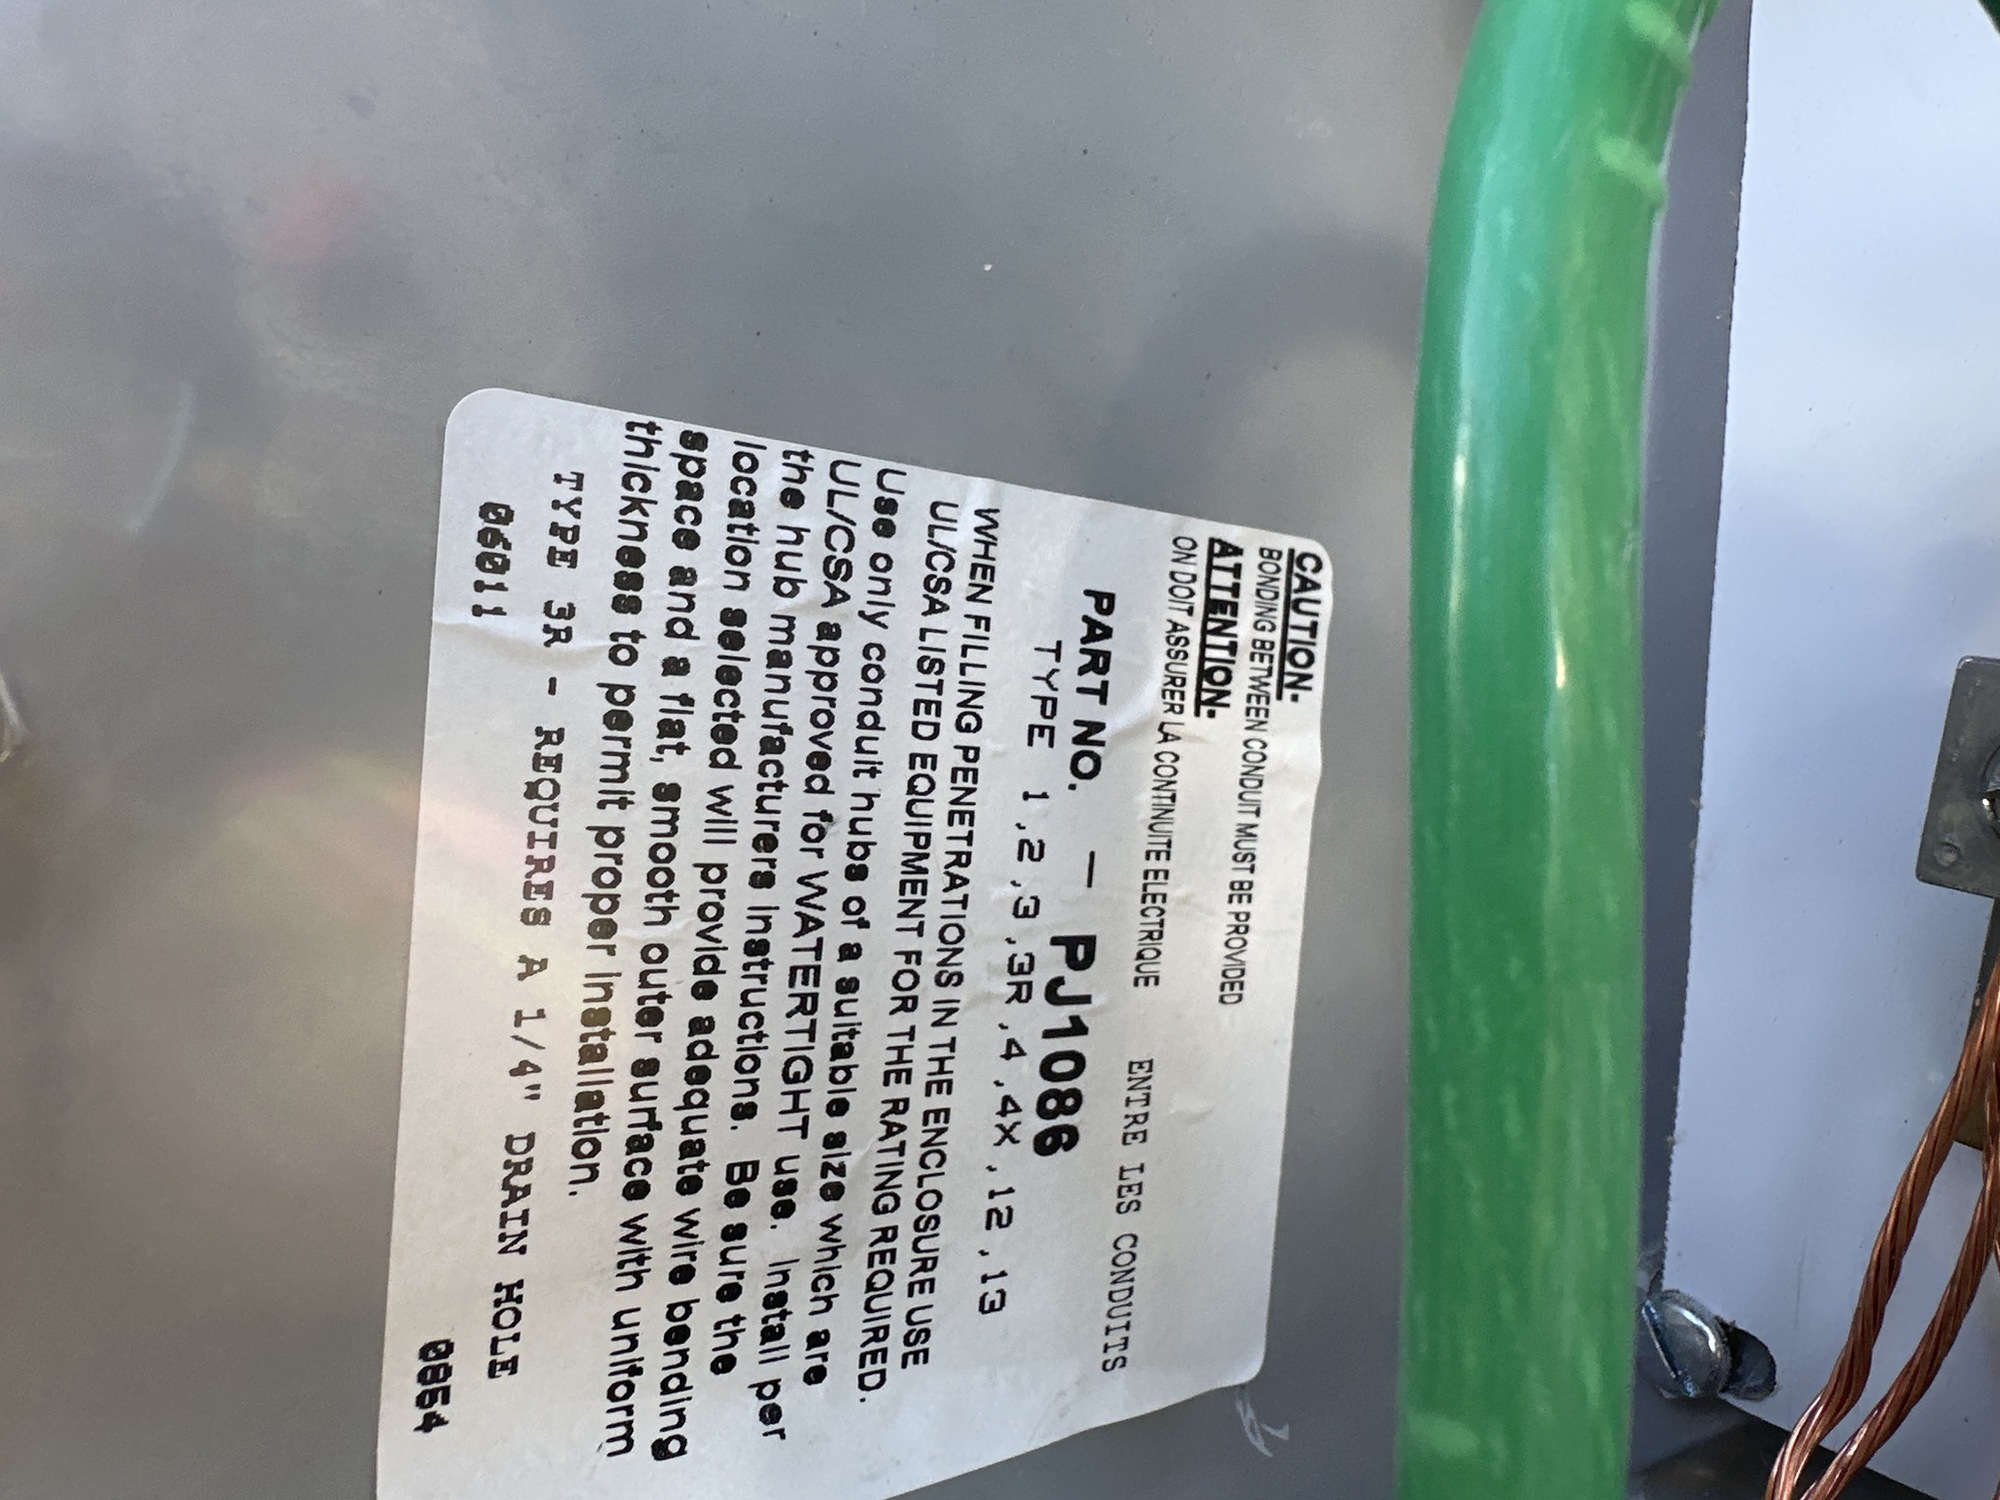 CAUTION-
BONDING BETWEEN CONDUIT MUST BE PROVIDED
ATTENTION-
ON DOIT ASSURER LA CONTINUITE ELECTRIQUE ENTRE LES CONDUITS
PART NO. — PJ1086
TYPE 1,2,3,3R,4,4X,12,13
WHEN FILLING PENETRATIONS IN THE ENCLOSURE USE
UL/CSA LISTED EQUIPMENT FOR THE RATING REQUIRED.
Use only conduit hubs of a suitable size which are
UL/CSA approved for WATERTIGHT use. Install per
the hub manufacturers instructions. Be sure the
location selected will provide adequate wire bending
space and a flat, smooth outer surface with uniform
thickness to permit proper installation.
TYPE 3R - REQUIRES A 1/4" DRAIN HOLE
06011